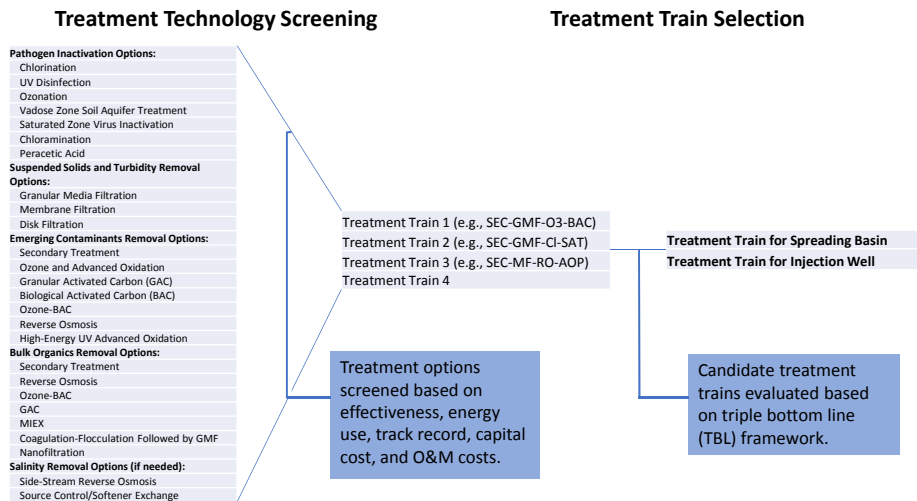 Treatment Technology Screening
Treatment Train Selection
Pathogen Inactivation Options:
Chlorination
UV Disinfection
Ozonation
Vadose Zone Soil Aquifer Treatment
Saturated Zone Virus Inactivation
Chloramination
Peracetic Acid
Suspended Solids and Turbidity Removal
Options:
Granular Media Filtration
Membrane Filtration
Disk Filtration
Emerging Contaminants Removal Options:
Secondary Treatment
Ozone and Advanced Oxidation
Granular Activated Carbon (GAC)
Biological Activated Carbon (BAC)
Ozone-BAC
Reverse Osmosis
High-Energy UV Advanced Oxidation
Bulk Organics Removal Options:
Secondary Treatment
Reverse Osmosis
Ozone-BAC
GAC
MIEX
Coagulation-Flocculation Followed by GMF
Nanofiltration
Salinity Removal Options (if needed):
Side-Stream Reverse Osmosis
Source Control/Softener Exchange
Treatment Train 1 (e.g., SEC-GMF-O3-BAC)
Treatment Train 2 (e.g., SEC-GMF-Cl-SAT)
Treatment Train 3 (e.g., SEC-MF-RO-AOP)
Treatment Train 4
Treatment options
screened based on
effectiveness, energy
use, track record, capital
cost, and O&M costs.
Treatment Train for Spreading Basin
Treatment Train for Injection Well
Candidate treatment
trains evaluated based
on triple bottom line
(TBL) framework.